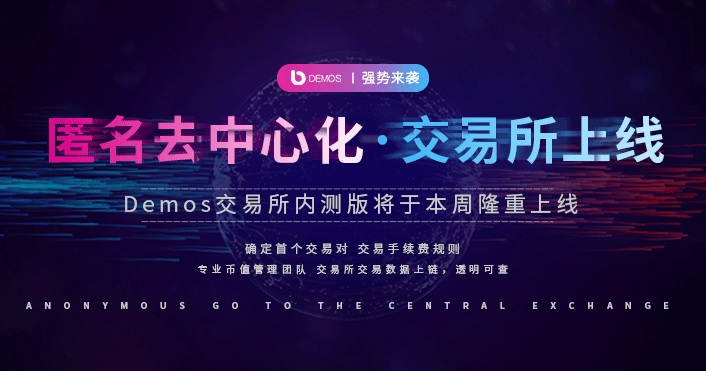 DEMOS | 强势来袭
匿名去中心化·交易所上线
Demos交易所内测版将于本周隆重上线
确定首个交易对 交易手续费规则
专业币值管理团队 交易所交易数据上链，透明可查
ANONYMOUS GO TO THE CENTRAL EXCHANGE